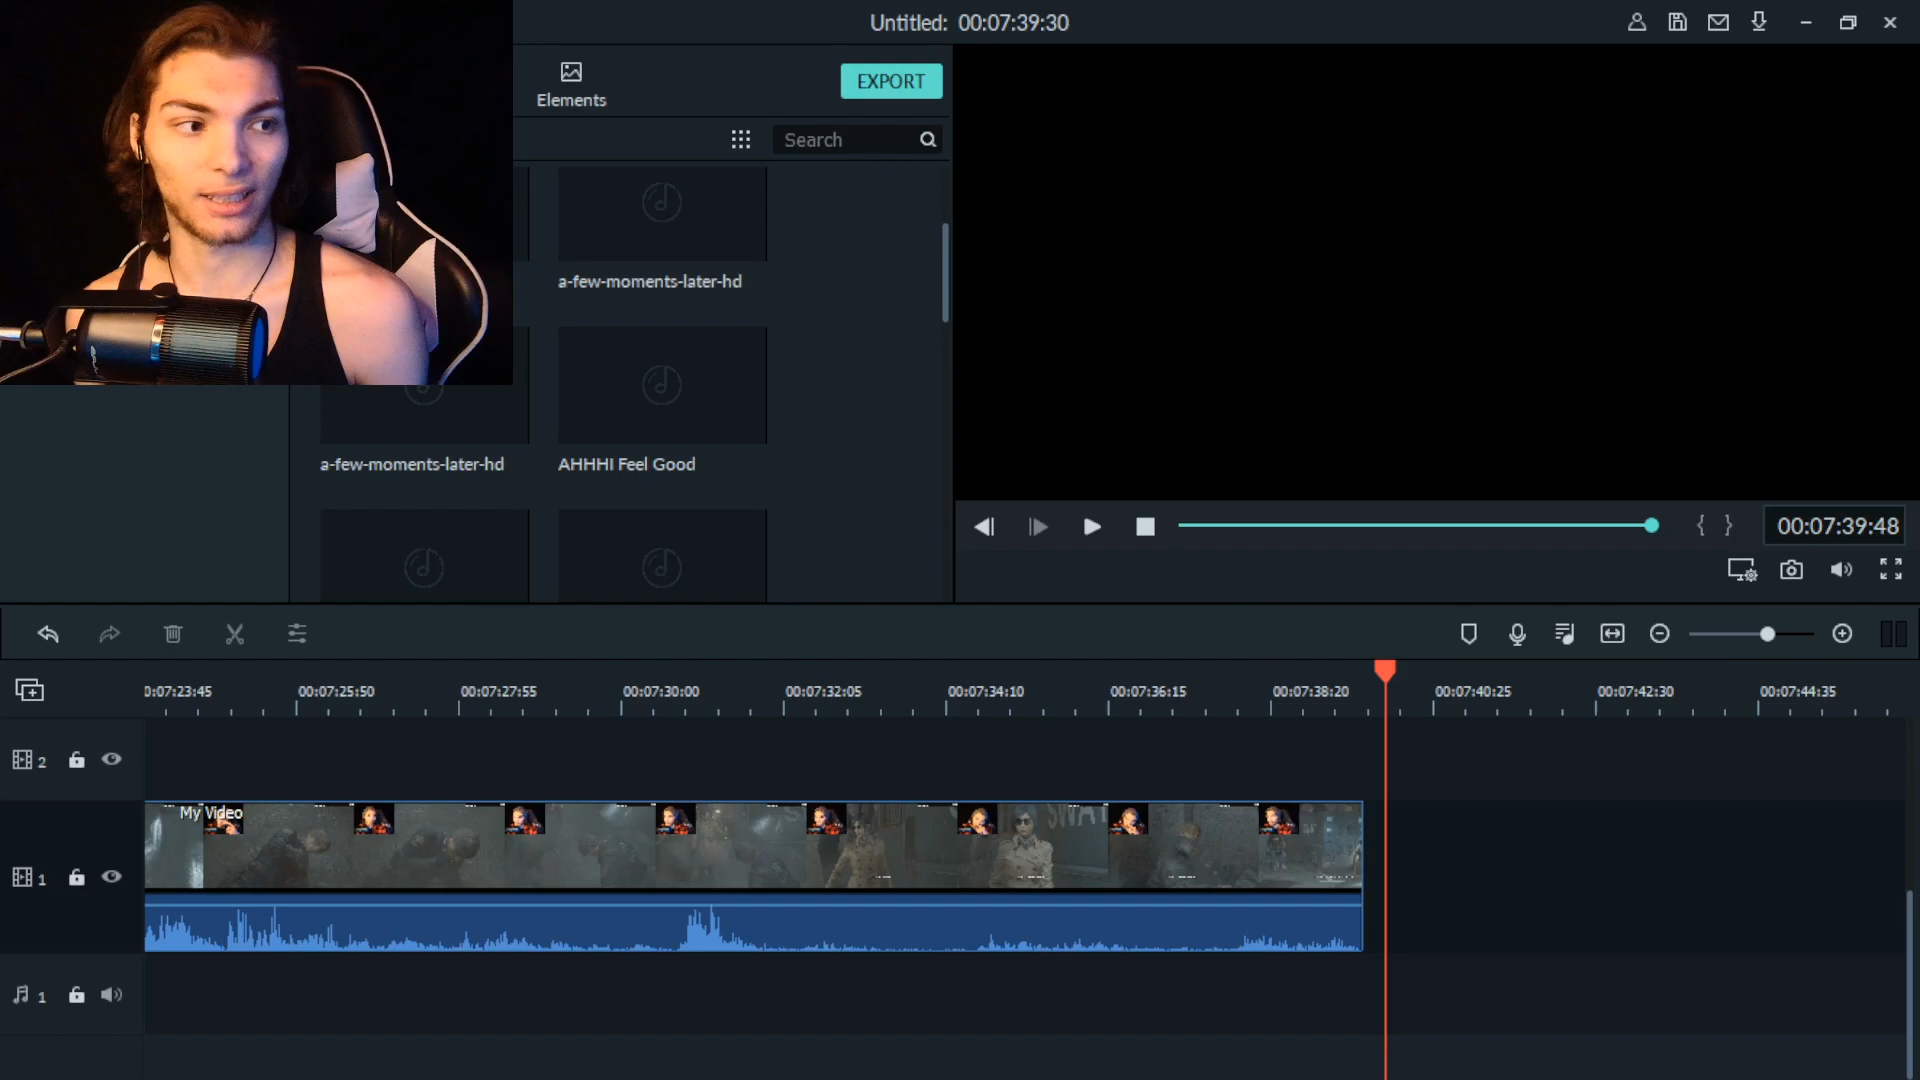 Untitled: 00:07:39:30
Elements
EXPORT
Search
a-few-moments-later-hd
a-few-moments-later-hd
AHHHI Feel Good
00:07:39:48
0:07:23:45
00:07:25:50
00:07:27:55
00:07:30:00
00:07:32:05
00:07:34:10
00:07:36:15
00:07:38:20
00:07:40:25
00:07:42:30
00:07:44:35
2
My Video
SWAT
1
1